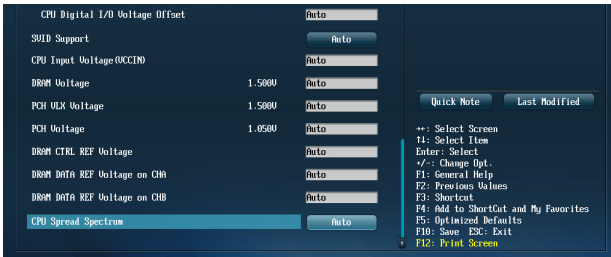 CPU Digital I/O Voltage Offset Auto
SVID Support Auto
CPU Input Voltage(VCCIN) Auto
DRAM Voltage 1.500V Auto
PCH VLX Voltage 1.500V Auto
PCH Voltage 1.050V Auto
DRAM CTRL REF Voltage Auto
DRAM DATA REF Voltage on CHA Auto
DRAM DATA REF Voltage on CHB Auto
CPU Spread Spectrum Auto
Quick Note Last Modified
→←: Select Screen
↑↓: Select Item
Enter: Select
+/-: Change Opt.
F1: General Help
F2: Previous Values
F3: Shortcut
F4: Add to ShortCut and My Favorites
F5: Optimized Defaults
F10: Save ESC: Exit
F12: Print Screen